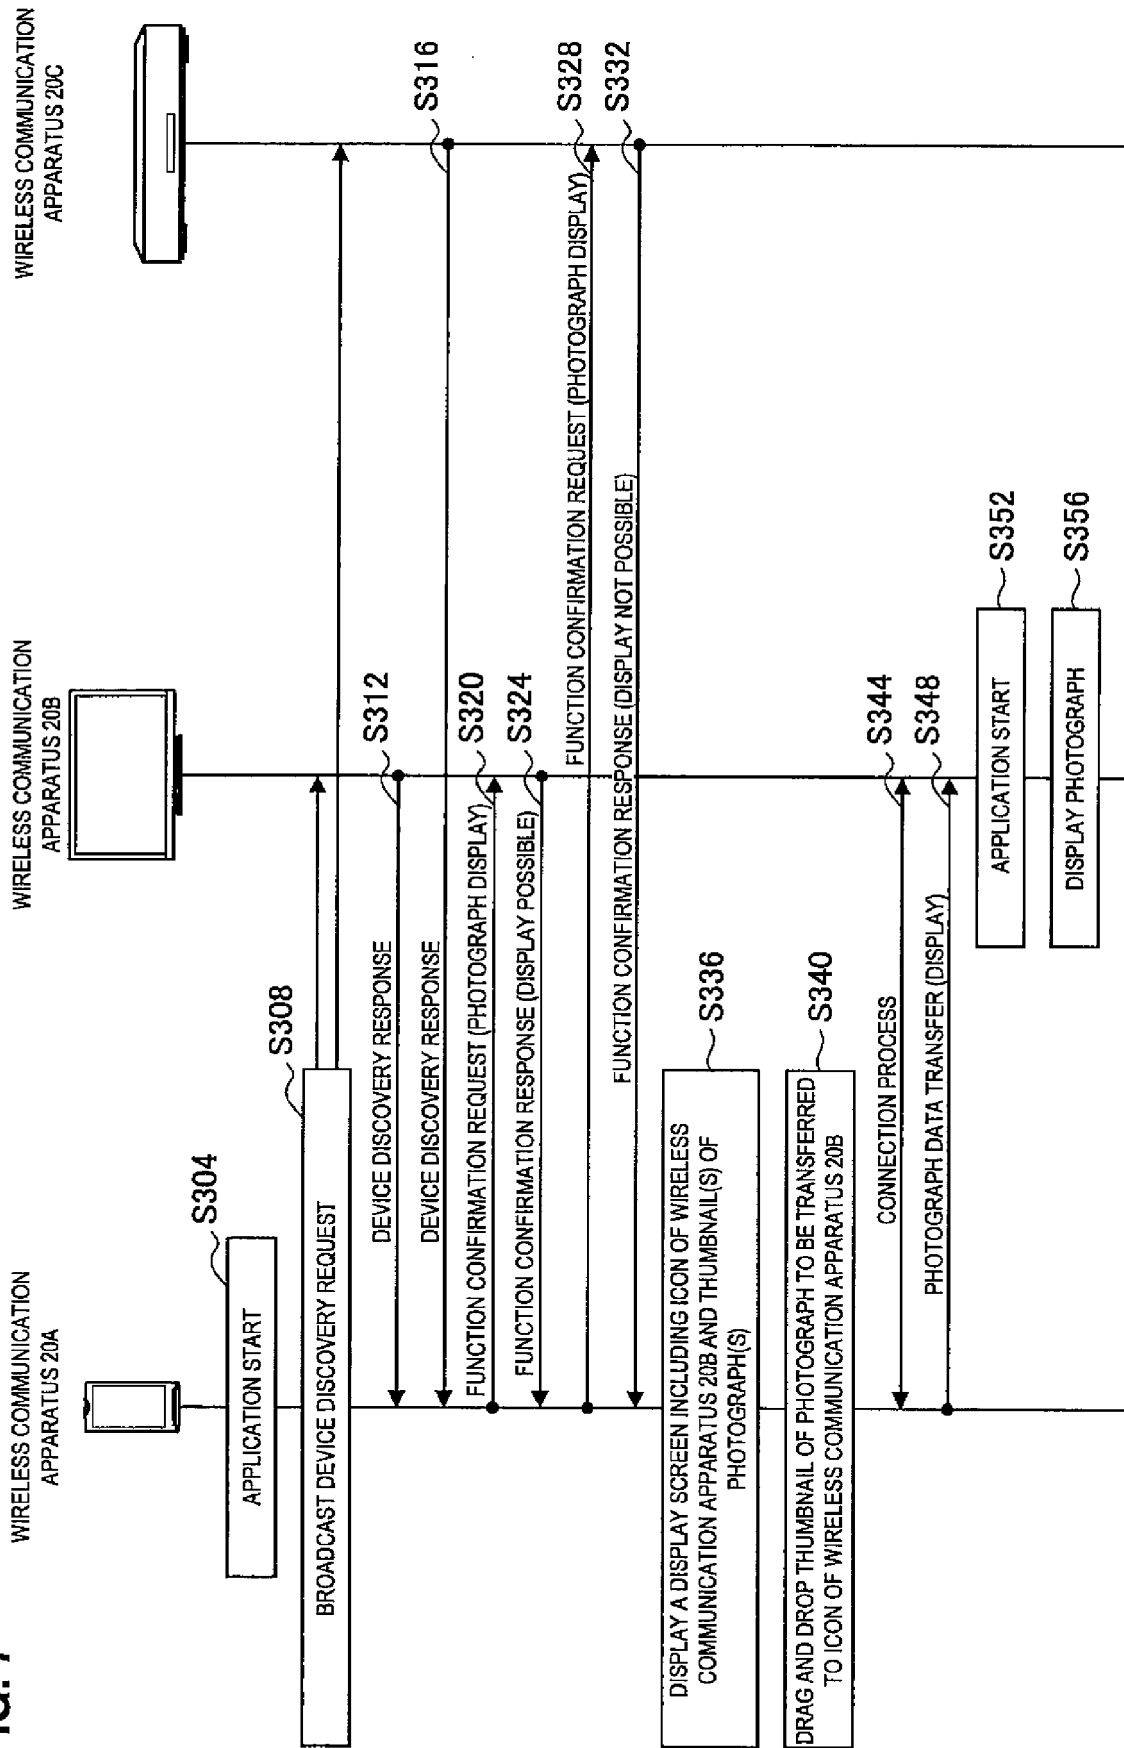 WIRELESS COMMUNICATION
APPARATUS 20A
WIRELESS COMMUNICATION
APPARATUS 20B
WIRELESS COMMUNICATION
APPARATUS 20C
S304
APPLICATION START
S308
BROADCAST DEVICE DISCOVERY REQUEST
S312
DEVICE DISCOVERY RESPONSE
S316
DEVICE DISCOVERY RESPONSE
S320
FUNCTION CONFIRMATION REQUEST (PHOTOGRAPH DISPLAY)
S324
FUNCTION CONFIRMATION RESPONSE (DISPLAY POSSIBLE)
S328
FUNCTION CONFIRMATION REQUEST (PHOTOGRAPH DISPLAY)
S332
FUNCTION CONFIRMATION RESPONSE (DISPLAY NOT POSSIBLE)
S336
DISPLAY A DISPLAY SCREEN INCLUDING ICON OF WIRELESS
COMMUNICATION APPARATUS 20B AND THUMBNAIL(S) OF
PHOTOGRAPH(S)
S340
DRAG AND DROP THUMBNAIL OF PHOTOGRAPH TO BE TRANSFERRED
TO ICON OF WIRELESS COMMUNICATION APPARATUS 20B
S344
CONNECTION PROCESS
S348
PHOTOGRAPH DATA TRANSFER (DISPLAY)
S352
APPLICATION START
S356
DISPLAY PHOTOGRAPH